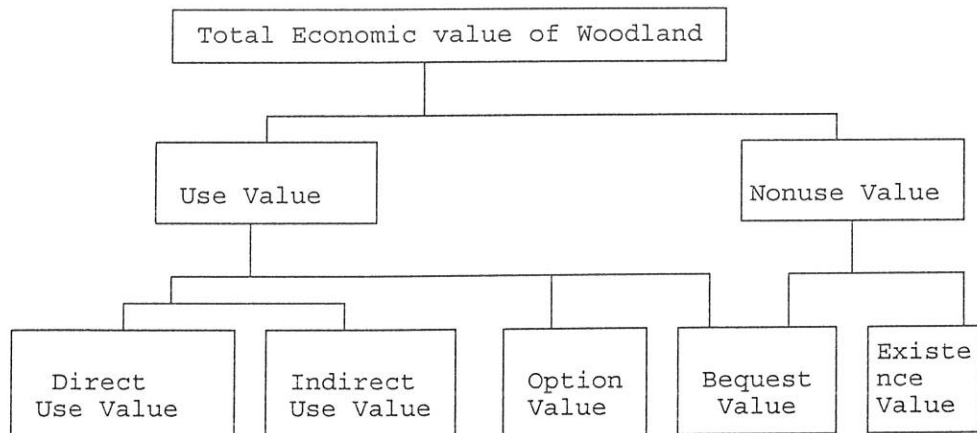 Total Economic value of Woodland
Use Value
Nonuse Value
Direct
Use Value
Indirect
Use Value
Option
Value
Bequest
Value
Existe
nce
Value